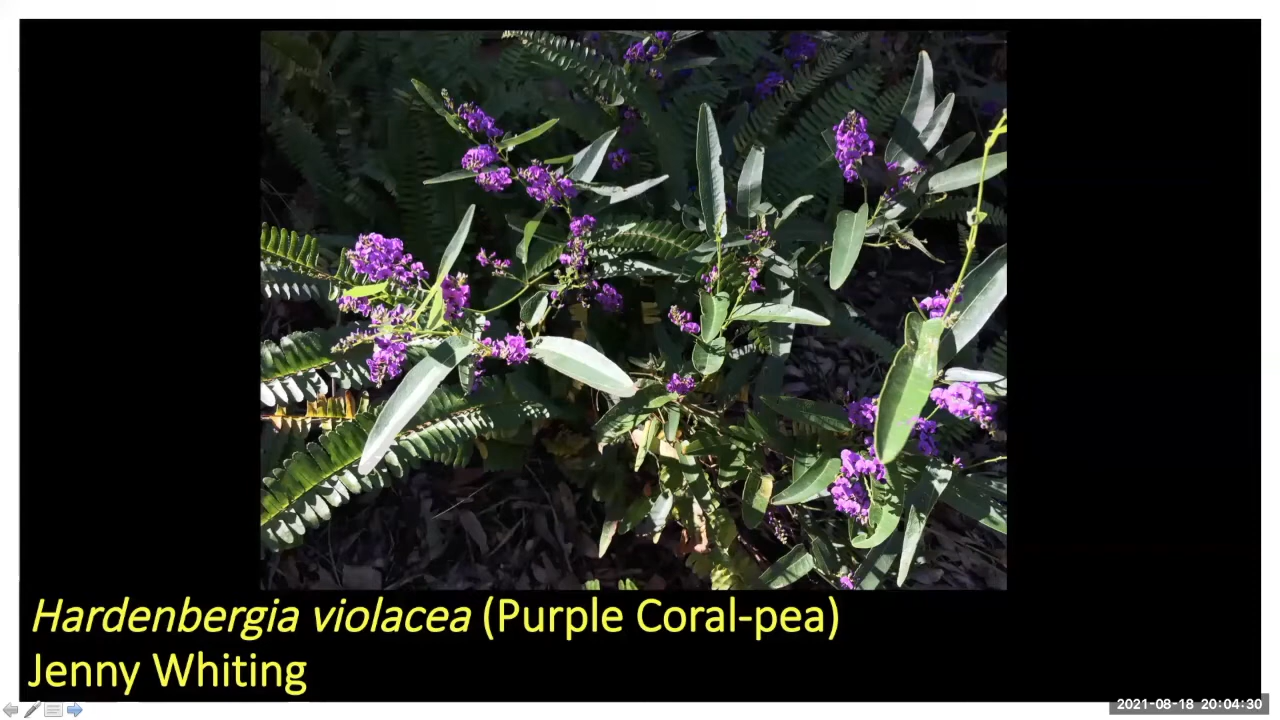 Hardenbergia violacea (Purple Coral-pea)
Jenny Whiting
2021-08-18 20:04:30